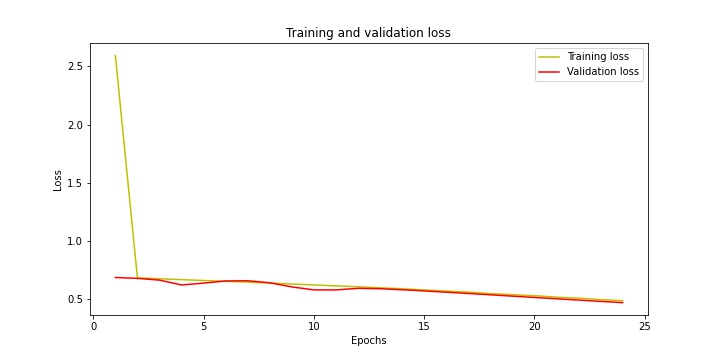 Training and validation loss
Training loss
Validation loss
2.5
2.0
1.5
1.0
0.5
Loss
0 5 10 15 20 25
Epochs